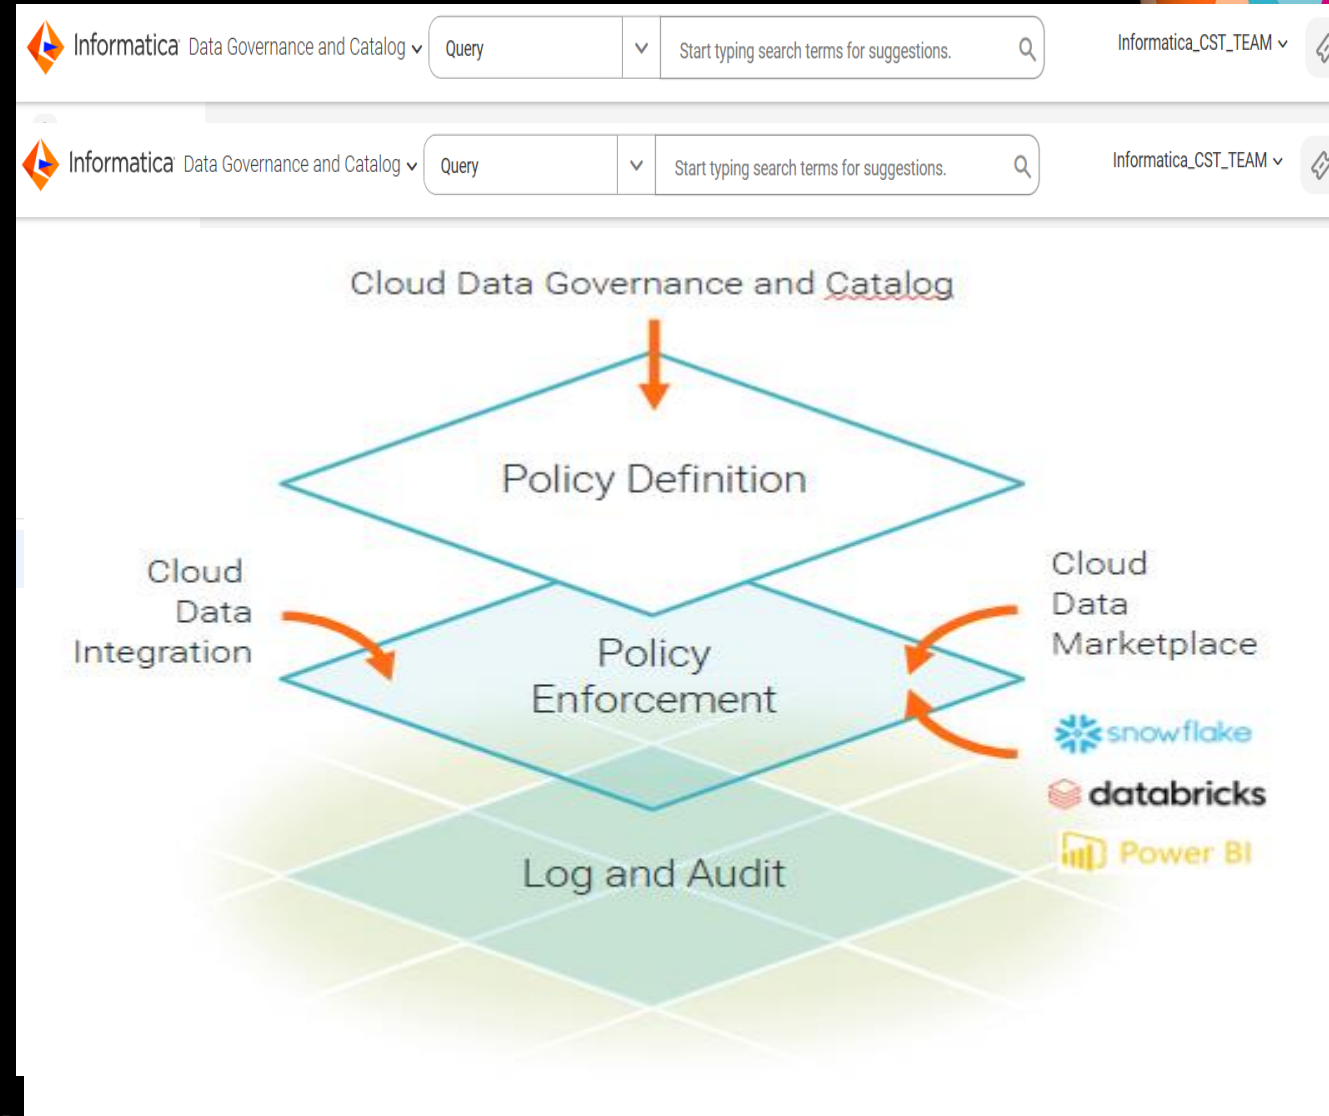 Informatica Data Governance and Catalog Query Start typing search terms for suggestions. Informatica_CST_TEAM
Informatica Data Governance and Catalog Query Start typing search terms for suggestions. Informatica_CST_TEAM
Cloud Data Governance and Catalog
Policy Definition
Cloud
Data
Integration
Policy
Enforcement
Cloud
Data
Marketplace
snowflake
databricks
Power BI
Log and Audit